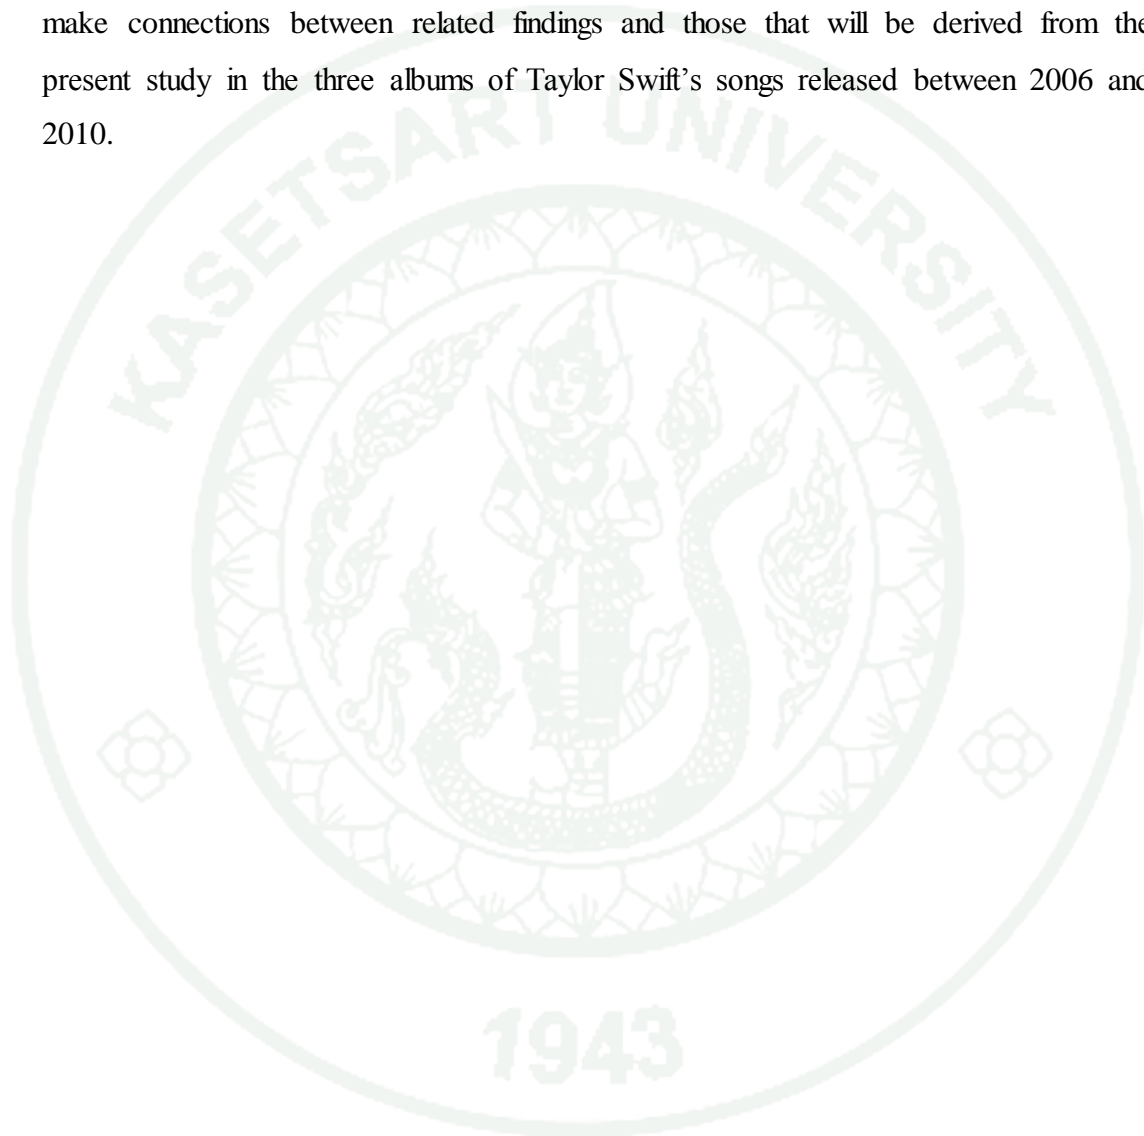 make connections between related findings and those that will be derived from the
present study in the three albums of Taylor Swift’s songs released between 2006 and
2010.
KASETSART UNIVERSITY
1943